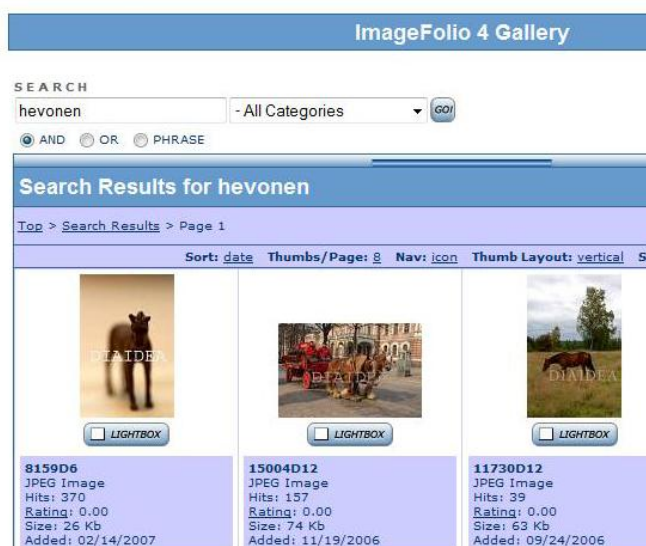 ImageFolio 4 Gallery
SEARCH
hevonen - All Categories GO!
AND OR PHRASE
Search Results for hevonen
Top > Search Results > Page 1
Sort: date Thumbs/Page: 8 Nav: icon Thumb Layout: vertical S
DIAIDEA DIAIDEA DIAIDEA
LIGHTBOX LIGHTBOX LIGHTBOX
8159D6 15004D12 11730D12
JPEG Image JPEG Image JPEG Image
Hits: 370 Hits: 157 Hits: 39
Rating: 0.00 Rating: 0.00 Rating: 0.00
Size: 26 Kb Size: 74 Kb Size: 63 Kb
Added: 02/14/2007 Added: 11/19/2006 Added: 09/24/2006